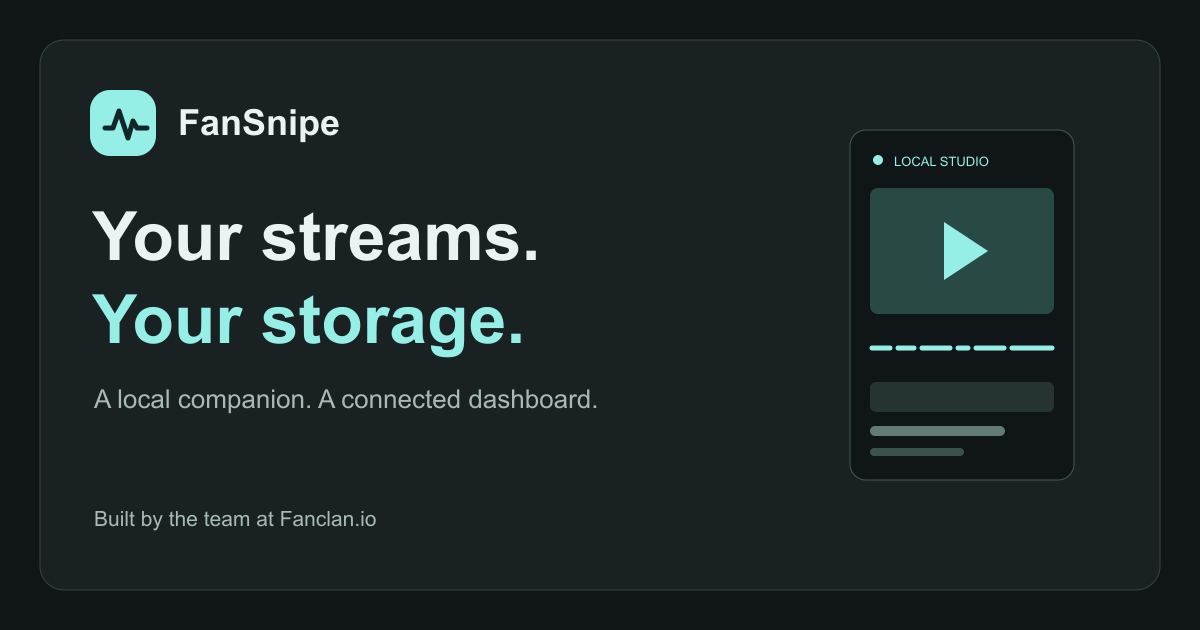 FanSnipe
Your streams.
Your storage.
A local companion. A connected dashboard.
Built by the team at Fanclan.io
LOCAL STUDIO